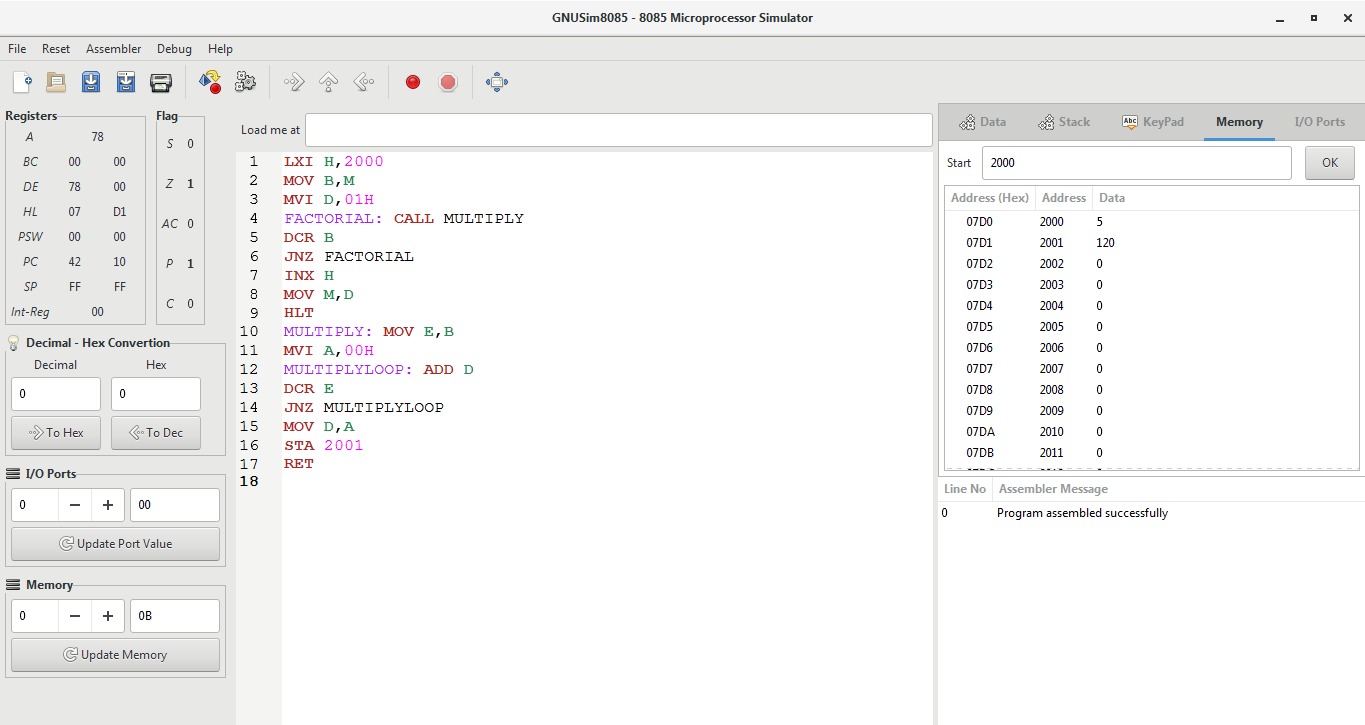 GNUSim8085 - 8085 Microprocessor Simulator
File Reset Assembler Debug Help
Registers
A 78
BC 00 00
DE 78 00
HL 07 D1
PSW 00 00
PC 42 10
SP FF FF
Int-Reg 00
Flag
S 0
Z 1
AC 0
P 1
C 0
Decimal - Hex Convertion
Decimal Hex
0 0
To Hex To Dec
I/O Ports
0 − + 00
Update Port Value
Memory
0 − + 0B
Update Memory
Load me at
1 LXI H,2000
2 MOV B,M
3 MVI D,01H
4 FACTORIAL: CALL MULTIPLY
5 DCR B
6 JNZ FACTORIAL
7 INX H
8 MOV M,D
9 HLT
10 MULTIPLY: MOV E,B
11 MVI A,00H
12 MULTIPLYLOOP: ADD D
13 DCR E
14 JNZ MULTIPLYLOOP
15 MOV D,A
16 STA 2001
17 RET
18
Data Stack Abc KeyPad Memory I/O Ports
Start 2000 OK
Address (Hex) Address Data
07D0 2000 5
07D1 2001 120
07D2 2002 0
07D3 2003 0
07D4 2004 0
07D5 2005 0
07D6 2006 0
07D7 2007 0
07D8 2008 0
07D9 2009 0
07DA 2010 0
07DB 2011 0
Line No Assembler Message
0 Program assembled successfully